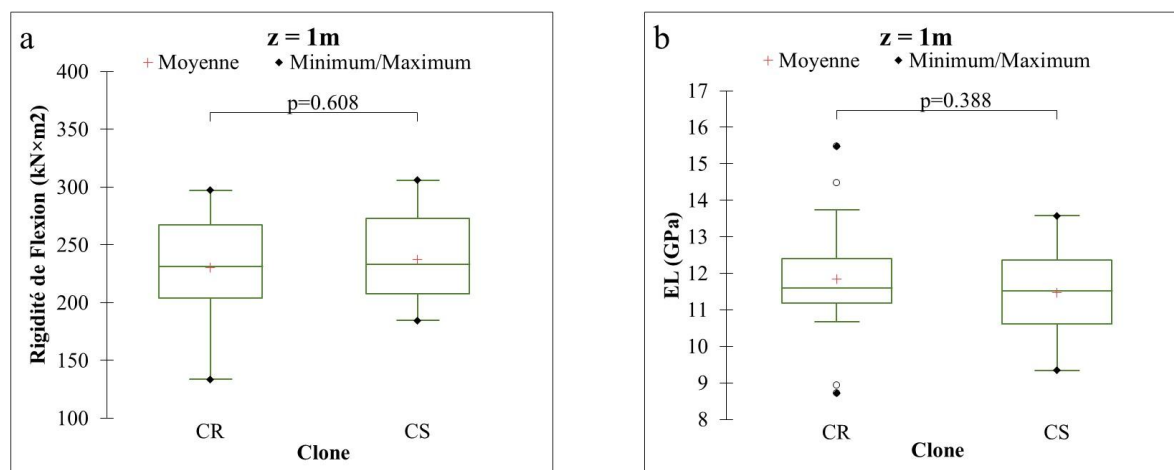 a
z = 1m
+ Moyenne ◆ Minimum/Maximum
Rigidité de Flexion (kN×m2)
400
350
300
250
200
150
100
p=0.608
CR CS
Clone
b
z = 1m
+ Moyenne ◆ Minimum/Maximum
EL (GPa)
17
16
15
14
13
12
11
10
9
8
p=0.388
CR CS
Clone